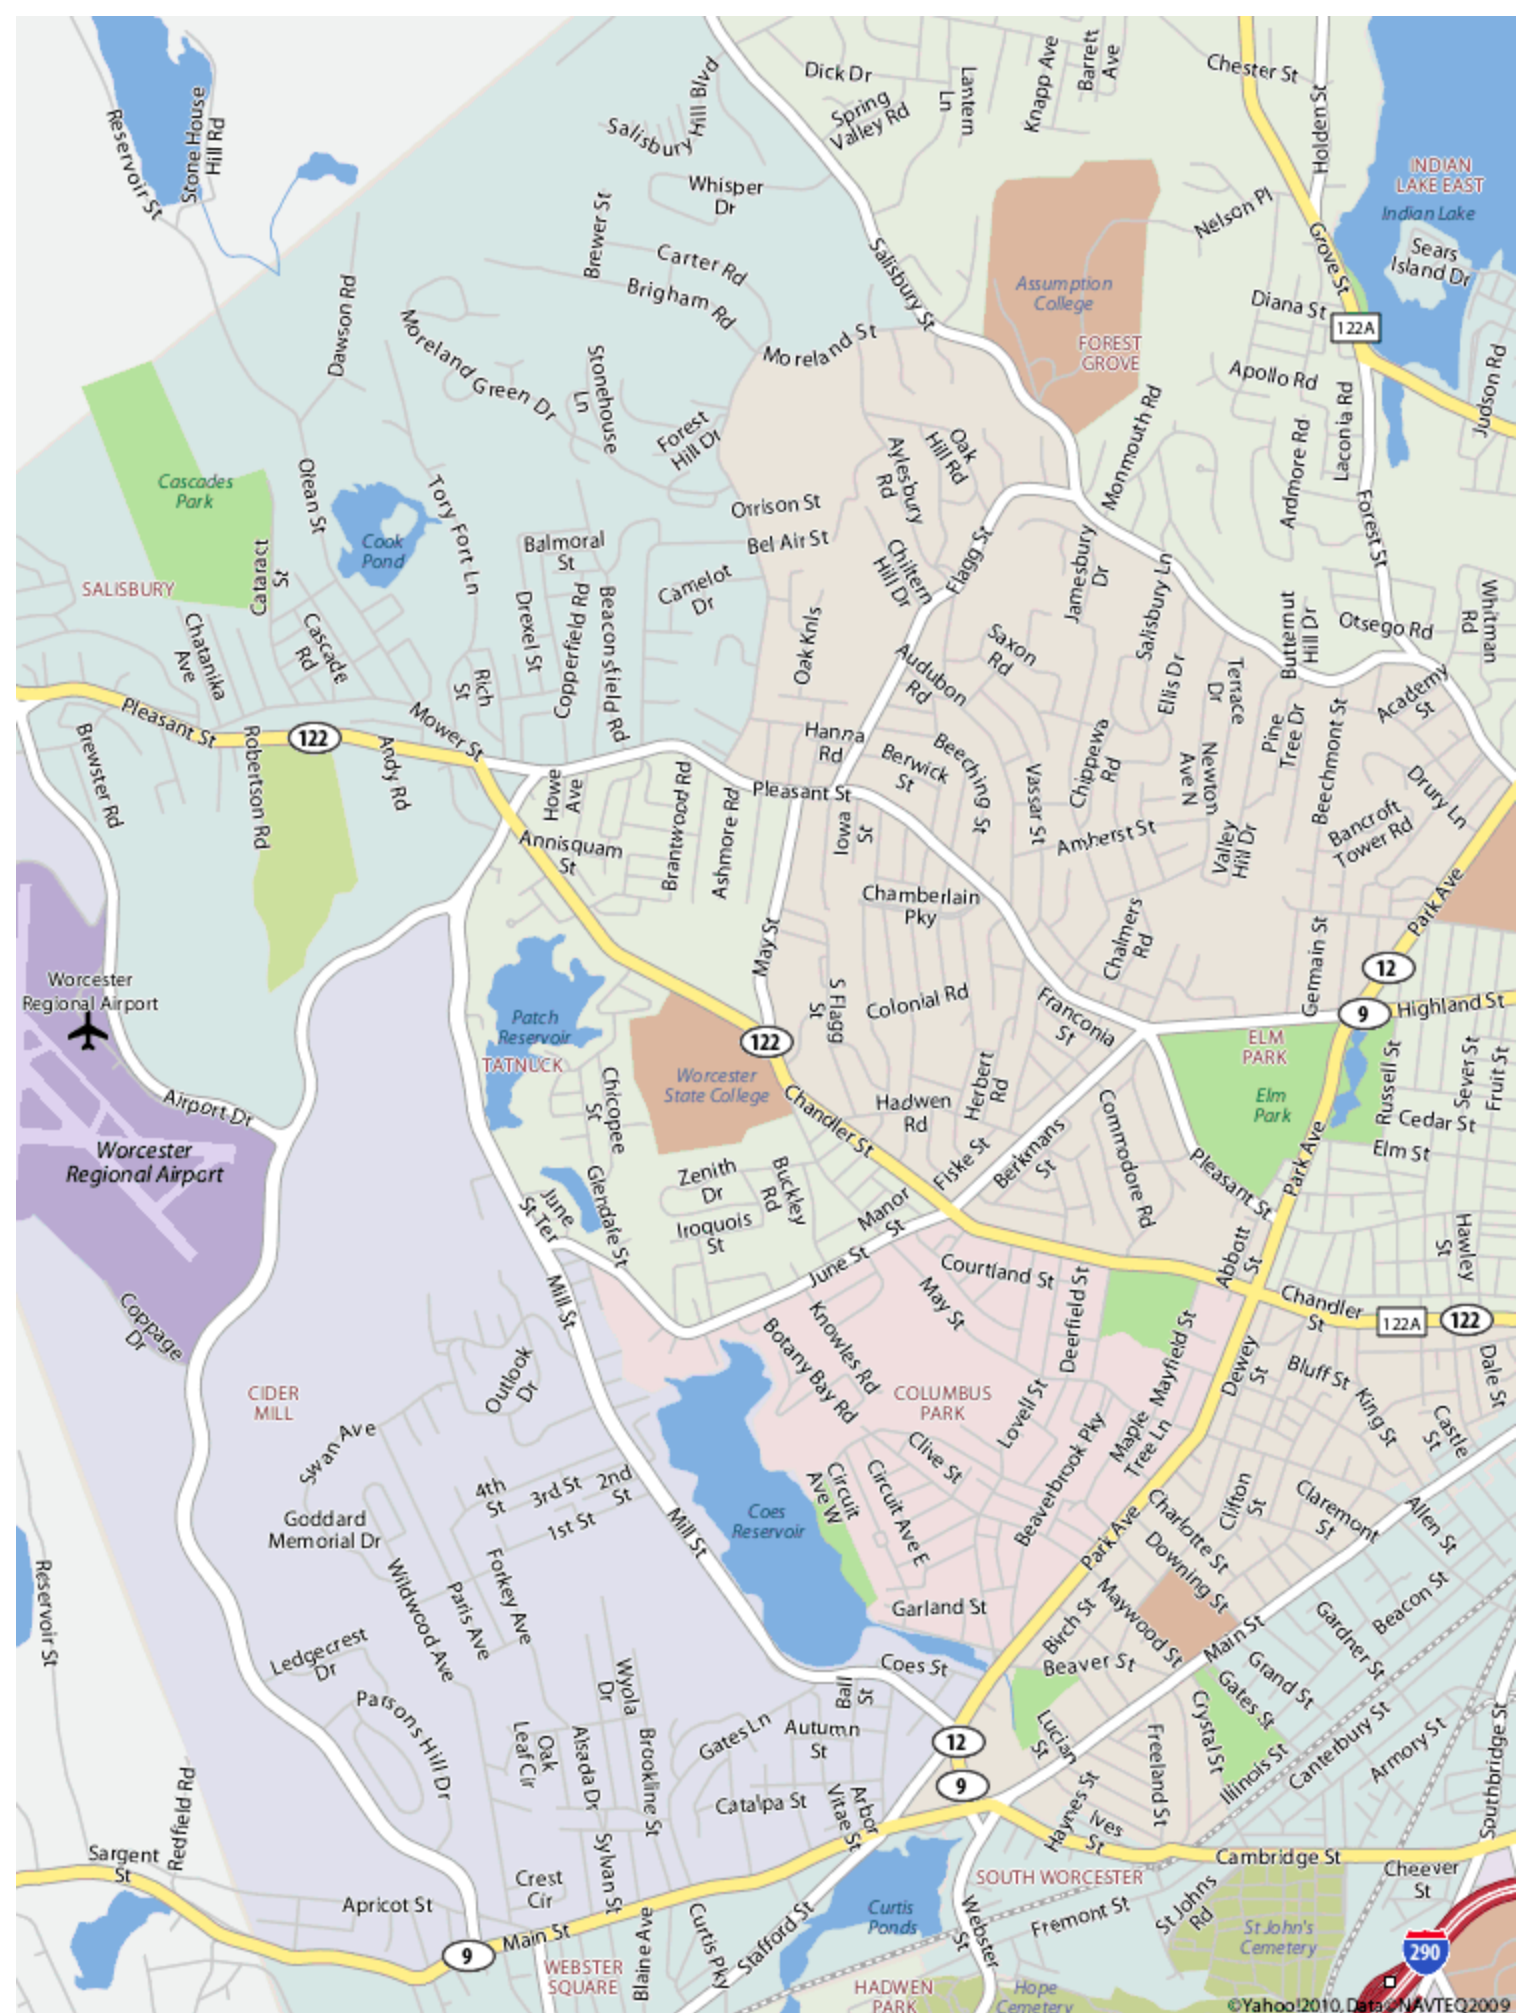 Dick Dr
Lantern
Ln
Knapp Ave
Barrett
Ave
Chester St
Spring
Valley Rd
Holden St
Salisbury Hill Blvd
Stone House
Hill Rd
Reservoir St
Whisper
Dr
INDIAN
LAKE EAST
Indian Lake
Nelson Pl
Grove St
Sears
Island Dr
Brewer St
Carter Rd
Brigham Rd
Salisbury St
Assumption
College
Diana St
122A
Dawson Rd
Moreland Green Dr
Moreland St
FOREST
GROVE
Stonehouse
Ln
Apollo Rd
Judson Rd
Laconia Rd
Monmouth Rd
Forest
Hill Dr
Oak
Hill Rd
Aylesbury
Rd
Ardmore Rd
Cascades
Park
Olean St
Tory Fort Ln
Orrison St
Bel Air St
Forest St
Cook
Pond
Balmoral
St
Cataract
St
SALISBURY
Camelot
Dr
Chiltern
Hill Dr
Flagg St
Jamesbury
Dr
Salisbury Ln
Butternut
Hill Dr
Otsego Rd
Whitman
Rd
Chatanika
Ave
Cascade
Rd
Drexel St
Copperfield Rd
Beaconsfield Rd
Oak Knls
Saxon
Rd
Audubon
Rd
Ellis Dr
Terrace
Dr
Rich
St
Academy
St
Pleasant St
122
Mower St
Hanna
Rd
Berwick
St
Beeching St
Chippewa
Rd
Pine
Tree Dr
Beechmont St
Brewster Rd
Robertson Rd
Andy Rd
Howe
Ave
Brantwood Rd
Ashmore Rd
Pleasant St
Iowa
St
Vassar St
Newton
Ave N
Amherst St
Valley
Hill Dr
Bancroft
Tower Rd
Drury Ln
Annisquam
St
Chamberlain
Pky
Park Ave
May St
Chalmers
Rd
Germain St
12
Worcester
Regional Airport
S Flagg
St
Colonial Rd
Franconia
St
9
Highland St
Patch
Reservoir
122
ELM
PARK
TATNUCK
Worcester
State College
Elm
Park
Russell St
Sever St
Fruit St
Chicopee
St
Herbert
Rd
Hadwen
Rd
Commodore Rd
Cedar St
Elm St
Airport Dr
Chandler St
Worcester
Regional Airport
Zenith
Dr
Buckley
Rd
Fiske St
Berkmans
St
Pleasant St
Park Ave
June
St Ter
Glendale St
Iroquois
St
Manor
St
June St
Abbott
St
Hawley
St
Courtland St
May St
Deerfield St
Chandler
St
122A
122
Coppage
Dr
Mill St
Knowles Rd
Botany Bay Rd
Mayfield St
Dewey
St
Bluff St
Dale St
Outlook
Dr
CIDER
MILL
COLUMBUS
PARK
King St
Castle
St
Swan Ave
Lovell St
Maple
Tree Ln
Clive St
4th
St
3rd St
2nd
St
1st St
Circuit
Ave W
Circuit Ave E
Beaverbrook Pky
Clifton
St
Claremont
St
Allen St
Goddard
Memorial Dr
Mill St
Coes
Reservoir
Park Ave
Charlotte St
Downing St
Reservoir St
Wildwood Ave
Paris Ave
Forkey Ave
Garland St
Birch St
Maywood St
Beacon St
Gardner St
Main St
Ledgecrest
Dr
Coes St
Beaver St
Grand St
Gates St
Wyola
Dr
Ball
St
Parsons Hill Dr
Oak
Leaf Cir
Alsada Dr
Brookline St
Gates Ln
Autumn
St
12
Lucian
St
Crystal St
Freeland St
Canterbury St
Armory St
Southbridge St
Illinois St
9
Redfield Rd
Catalpa St
Arbor
Vitae St
Haynes St
Ives
St
Sargent
St
Cambridge St
Cheever
St
Crest
Cir
Sylvan St
SOUTH WORCESTER
Apricot St
Curtis
Ponds
Fremont St
St Johns
Rd
St John's
Cemetery
9
Main St
Blaine Ave
Curtis Pky
Stafford St
Webster
St
290
WEBSTER
SQUARE
HADWEN
PARK
Hope
Cemetery
©Yahoo!2010, Data©NAVTEQ2009